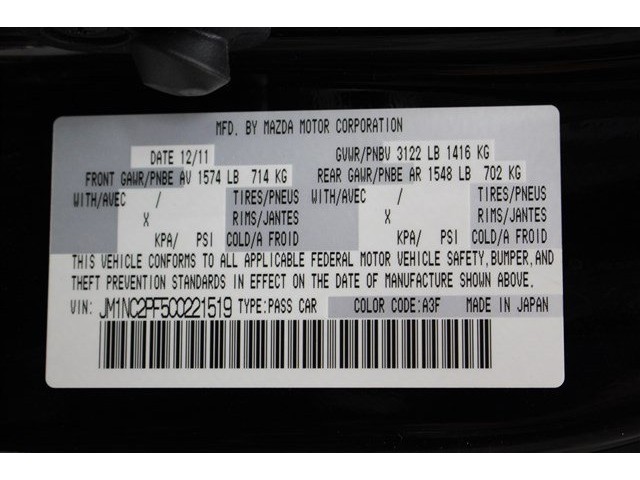 MFD. BY MAZDA MOTOR CORPORATION
DATE 12/11 GVWR/PNBV 3122 LB 1416 KG
FRONT GAWR/PNBE AV 1574 LB 714 KG REAR GAWR/PNBE AR 1548 LB 702 KG
WITH/AVEC / TIRES/PNEUS WITH/AVEC / TIRES/PNEUS
X RIMS/JANTES X RIMS/JANTES
KPA/ PSI COLD/A FROID KPA/ PSI COLD/A FROID
THIS VEHICLE CONFORMS TO ALL APPLICABLE FEDERAL MOTOR VEHICLE SAFETY, BUMPER, AND
THEFT PREVENTION STANDARDS IN EFFECT ON THE DATE OF MANUFACTURE SHOWN ABOVE.
VIN: JM1NC2PF5C0221519 TYPE: PASS CAR COLOR CODE: A3F MADE IN JAPAN